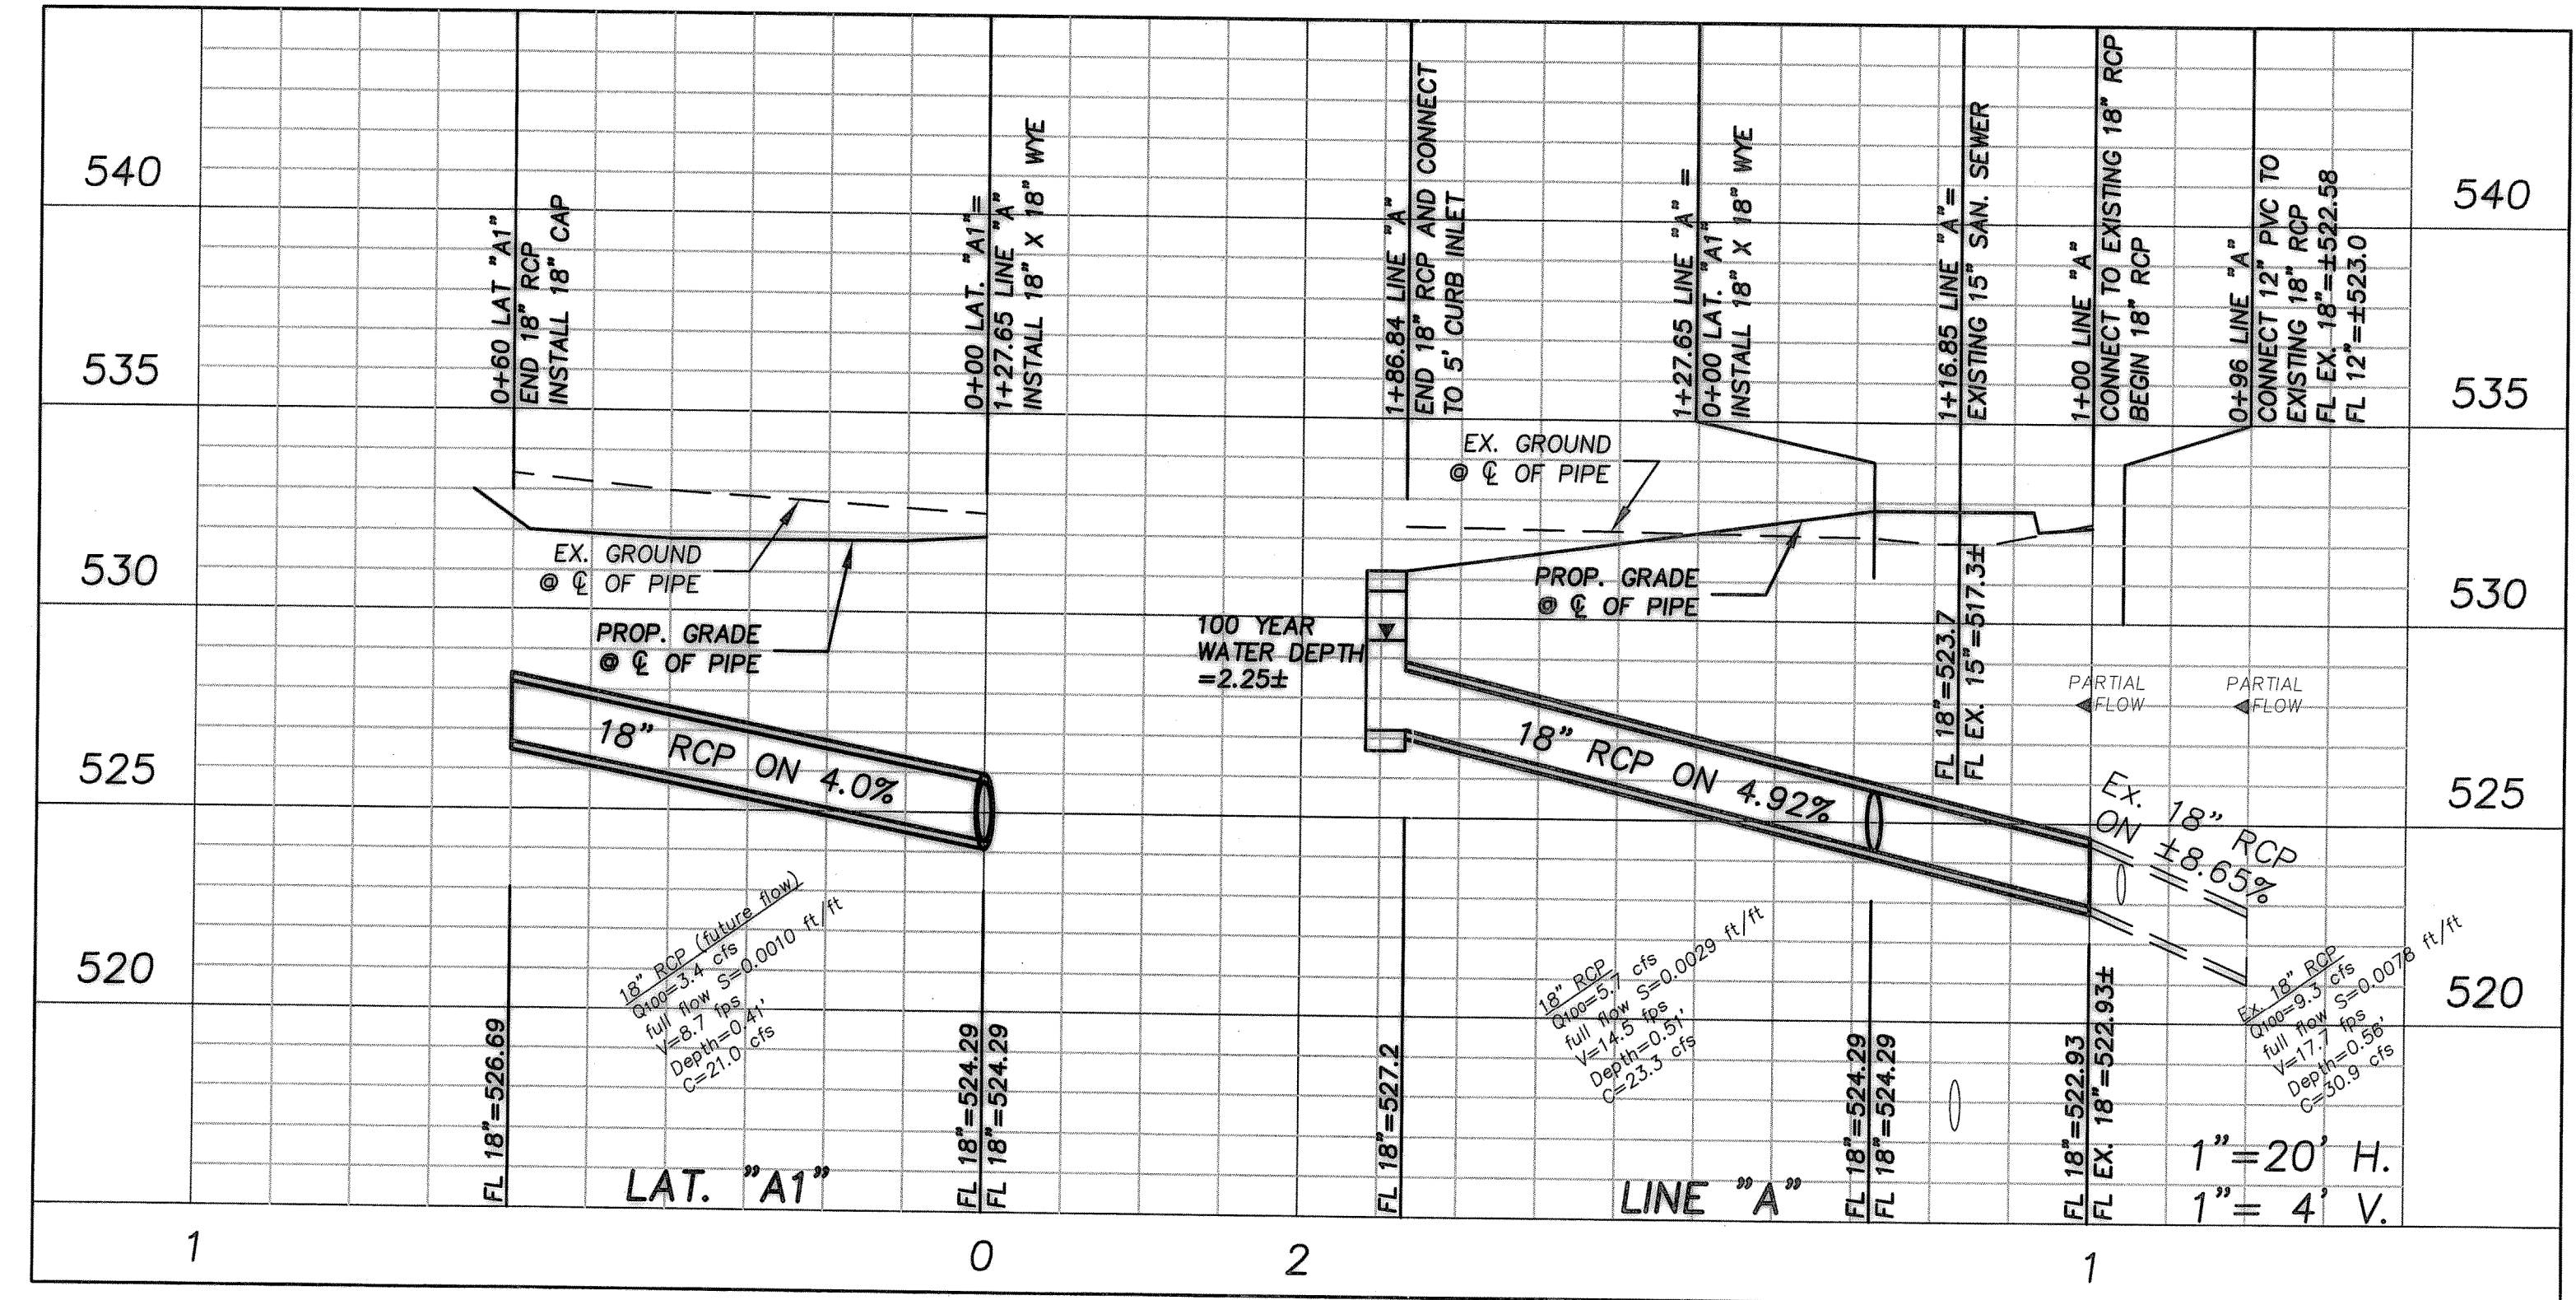 540
535
530
525
520
0+60 LAT "A1"
END 18" RCP
INSTALL 18" CAP
0+00 LAT. "A1"=
1+27.65 LINE "A"
INSTALL 18" X 18" WYE
1+86.84 LINE "A"
END 18" RCP AND CONNECT
TO 5' CURB INLET
1+27.65 LINE "A" =
0+00 LAT. "A1"
INSTALL 18" X 18" WYE
1+16.85 LINE "A"=
EXISTING 15" SAN. SEWER
1+00 LINE "A"
CONNECT TO EXISTING 18" RCP
BEGIN 18" RCP
0+96 LINE "A"
CONNECT 12" PVC TO
EXISTING 18" RCP
FL EX. 18"=±522.58
FL 12"=±523.0
540
535
530
525
520
EX. GROUND
@ ℄ OF PIPE
PROP. GRADE
@ ℄ OF PIPE
EX. GROUND
@ ℄ OF PIPE
PROP. GRADE
@ ℄ OF PIPE
100 YEAR
WATER DEPTH
=2.25±
FL 18"=523.7
FL EX. 15"=517.3±
PARTIAL
FLOW
PARTIAL
FLOW
18" RCP ON 4.0%
18" RCP ON 4.92%
Ex. 18" RCP
ON ±8.65%
18" RCP (future flow)
Q100=3.4 cfs
full flow S=0.0010 ft/ft
V=8.7 fps
Depth=0.41'
C=21.0 cfs
18" RCP
Q100=5.7 cfs
full flow S=0.0029 ft/ft
V=14.5 fps
Depth=0.51'
C=23.3 cfs
Ex. 18" RCP
Q100=9.3 cfs
full flow S=0.0078 ft/ft
V=17.7 fps
Depth=0.56'
C=30.9 cfs
FL 18"=526.69
FL 18"=524.29
FL 18"=524.29
FL 18"=527.2
FL 18"=524.29
FL 18"=524.29
FL 18"=522.93
FL EX. 18"=522.93±
LAT. "A1"
LINE "A"
1"=20' H.
1"= 4' V.
1
0
2
1